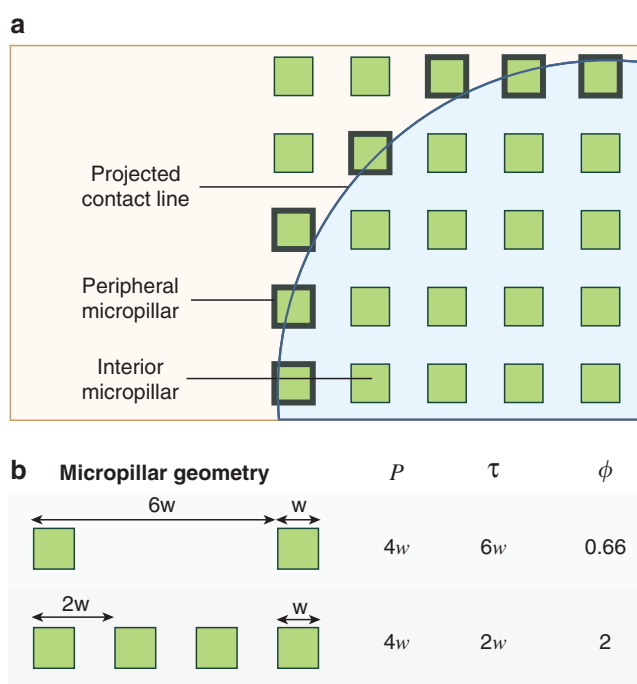 a
Projected
contact line
Peripheral
micropillar
Interior
micropillar
b Micropillar geometry P τ ϕ
6w w
4w 6w 0.66
2w w
4w 2w 2